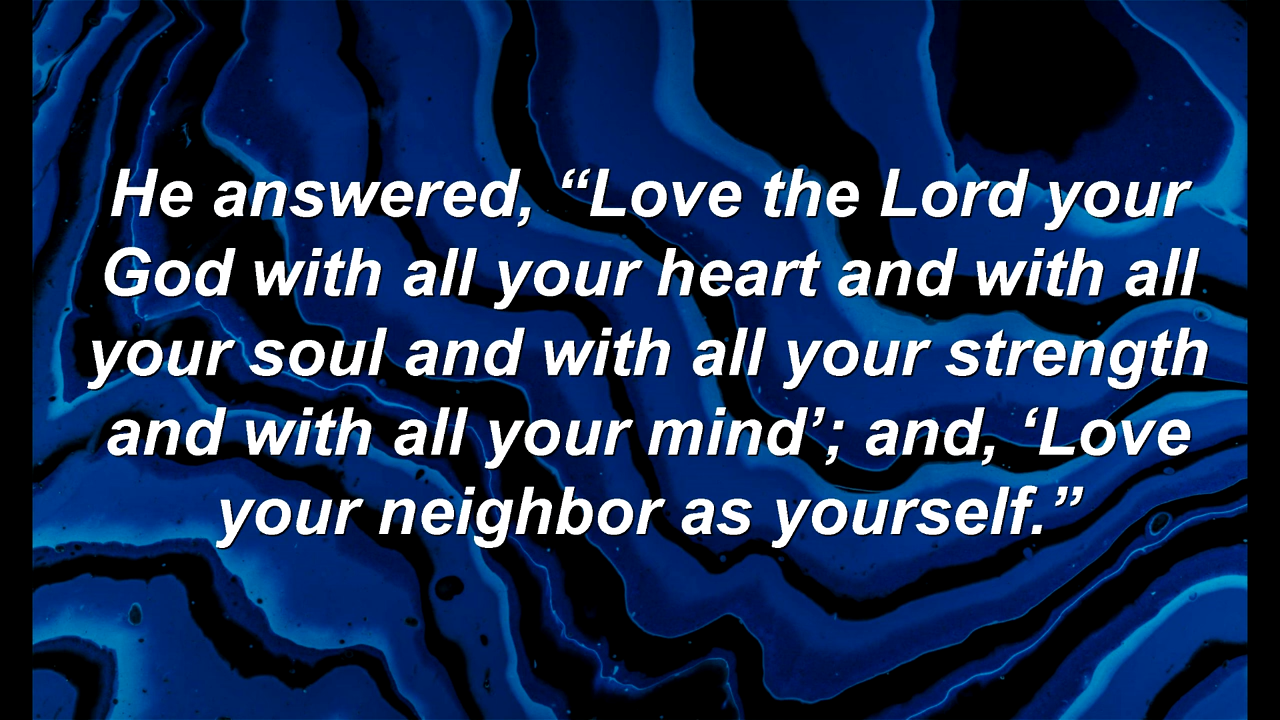 He answered, “Love the Lord your
God with all your heart and with all
your soul and with all your strength
and with all your mind’; and, ‘Love
your neighbor as yourself.”